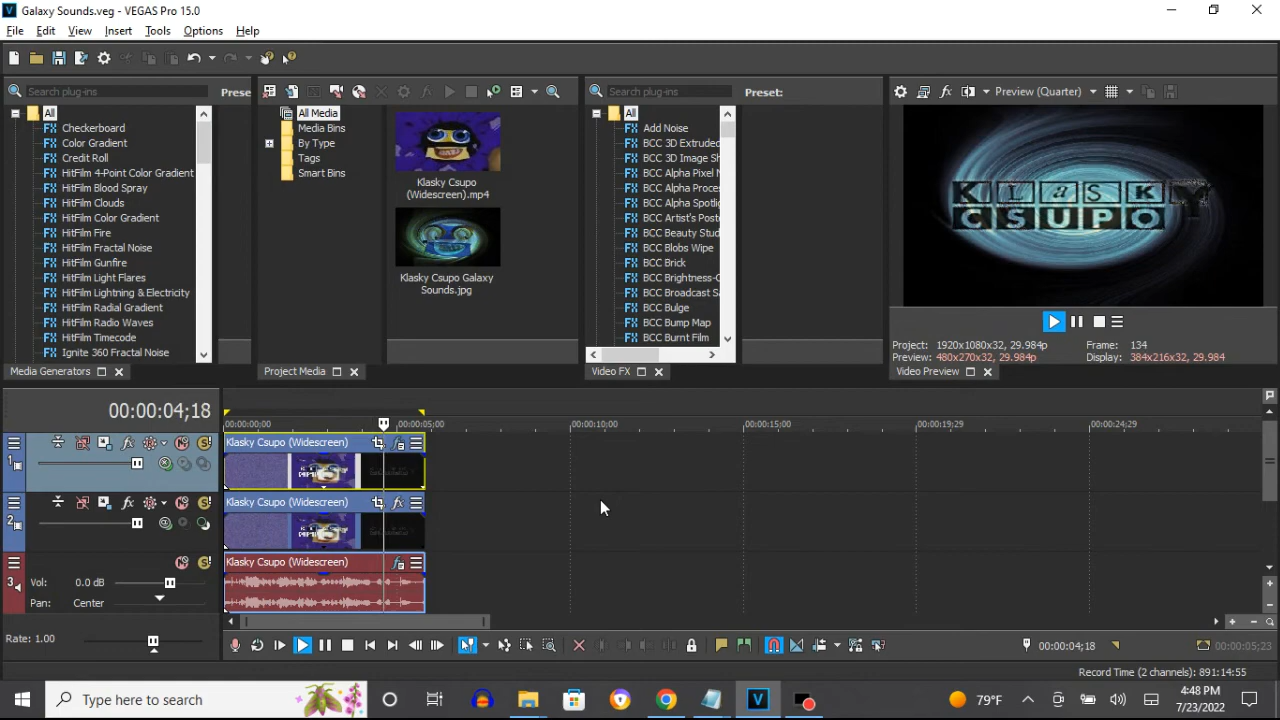 Galaxy Sounds.veg - VEGAS Pro 15.0
File Edit View Insert Tools Options Help
Search plug-ins Prese
All
Checkerboard
Color Gradient
Credit Roll
HitFilm 4-Point Color Gradient
HitFilm Blood Spray
HitFilm Clouds
HitFilm Color Gradient
HitFilm Fire
HitFilm Fractal Noise
HitFilm Gunfire
HitFilm Light Flares
HitFilm Lightning & Electricity
HitFilm Radial Gradient
HitFilm Radio Waves
HitFilm Timecode
Ignite 360 Fractal Noise
Media Generators
All Media
Media Bins
By Type
Tags
Smart Bins
Klasky Csupo
(Widescreen).mp4
Klasky Csupo Galaxy
Sounds.jpg
Project Media
Search plug-ins Preset:
All
Add Noise
BCC 3D Extruded
BCC 3D Image Sh
BCC Alpha Pixel N
BCC Alpha Proces
BCC Alpha Spotli
BCC Artist's Poste
BCC Beauty Stud
BCC Blobs Wipe
BCC Brick
BCC Brightness-C
BCC Broadcast Sa
BCC Bulge
BCC Bump Map
BCC Burnt Film
Video FX
Preview (Quarter)
KLaSKY
CSUPO
Project: 1920x1080x32, 29.984p Frame: 134
Preview: 480x270x32, 29.984p Display: 384x216x32, 29.984
Video Preview
00:00:04;18
00:00:00;00 00:00:05;00 00:00:10;00 00:00:15;00 00:00:19;29 00:00:24;29
1
Klasky Csupo (Widescreen)
2
Klasky Csupo (Widescreen)
3
Vol: 0.0 dB
Pan: Center
Klasky Csupo (Widescreen)
Rate: 1.00
00:00:04;18 00:00:05;23
Record Time (2 channels): 891:14:55
Type here to search
79°F
4:48 PM
7/23/2022